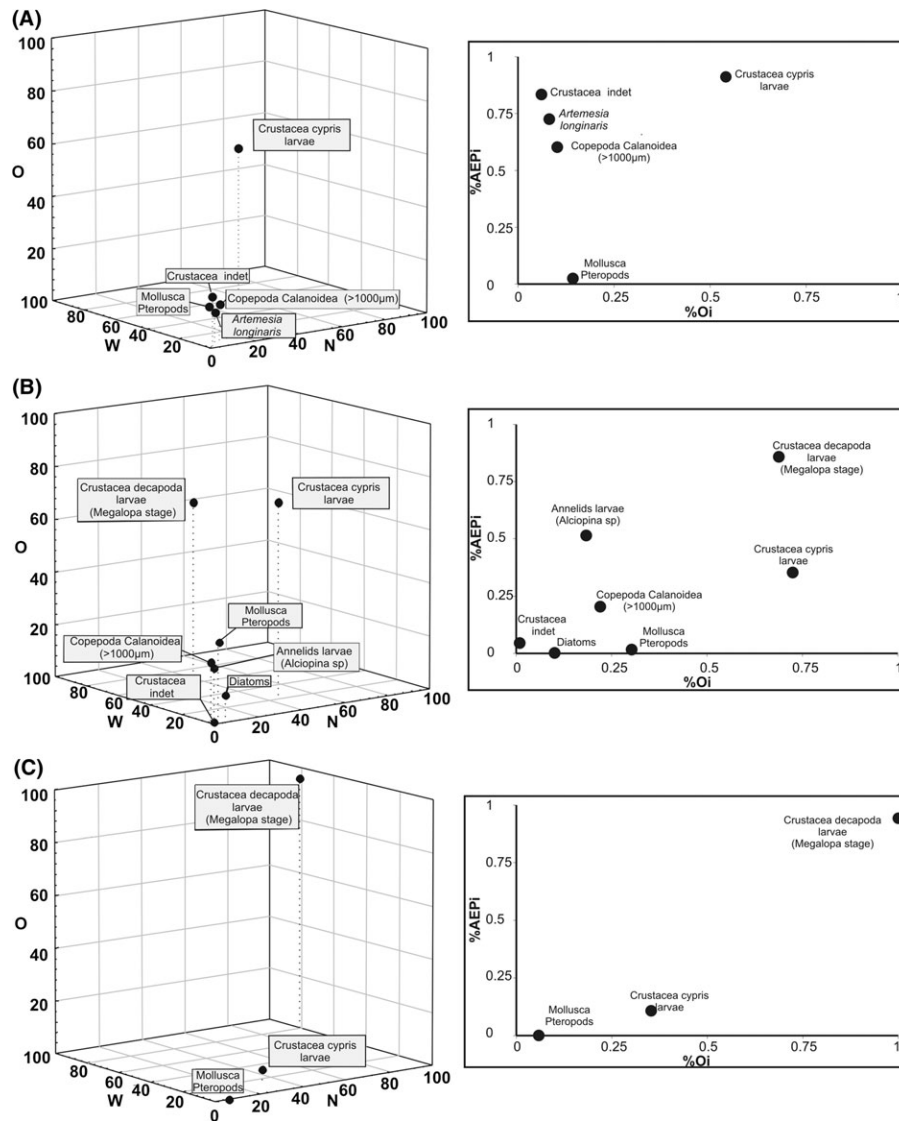 (A)
100
80
60
O
40
20
100
80
60
W
40
20
0
20
40
N
60
80
100
Crustacea cypris
larvae
Crustacea indet
Mollusca
Pteropods
Copepoda Calanoidea (>1000µm)
Artemesia
longinaris
1
0.75
%AEPi
0.5
0.25
0
0
0.25
0.5
0.75
1
%Oi
Crustacea cypris
larvae
Crustacea indet
Artemesia
longinaris
Copepoda Calanoidea
(>1000µm)
Mollusca
Pteropods
(B)
100
80
60
O
40
20
100
80
60
W
40
20
0
20
40
N
60
80
100
Crustacea decapoda
larvae
(Megalopa stage)
Crustacea cypris
larvae
Mollusca
Pteropods
Copepoda Calanoidea
(>1000µm)
Annelids larvae
(Alciopina sp)
Crustacea
indet
Diatoms
1
0.75
%AEPi
0.5
0.25
0
0
0.25
0.5
0.75
1
%Oi
Crustacea decapoda
larvae
(Megalopa stage)
Annelids larvae
(Alciopina sp)
Crustacea cypris
larvae
Copepoda Calanoidea
(>1000µm)
Crustacea
indet
Diatoms
Mollusca
Pteropods
(C)
100
80
60
O
40
20
100
80
60
W
40
20
0
20
40
N
60
80
100
Crustacea decapoda
larvae
(Megalopa stage)
Crustacea cypris
larvae
Mollusca
Pteropods
1
0.75
%AEPi
0.5
0.25
0
0
0.25
0.5
0.75
1
%Oi
Crustacea decapoda
larvae
(Megalopa stage)
Crustacea cypris
larvae
Mollusca
Pteropods